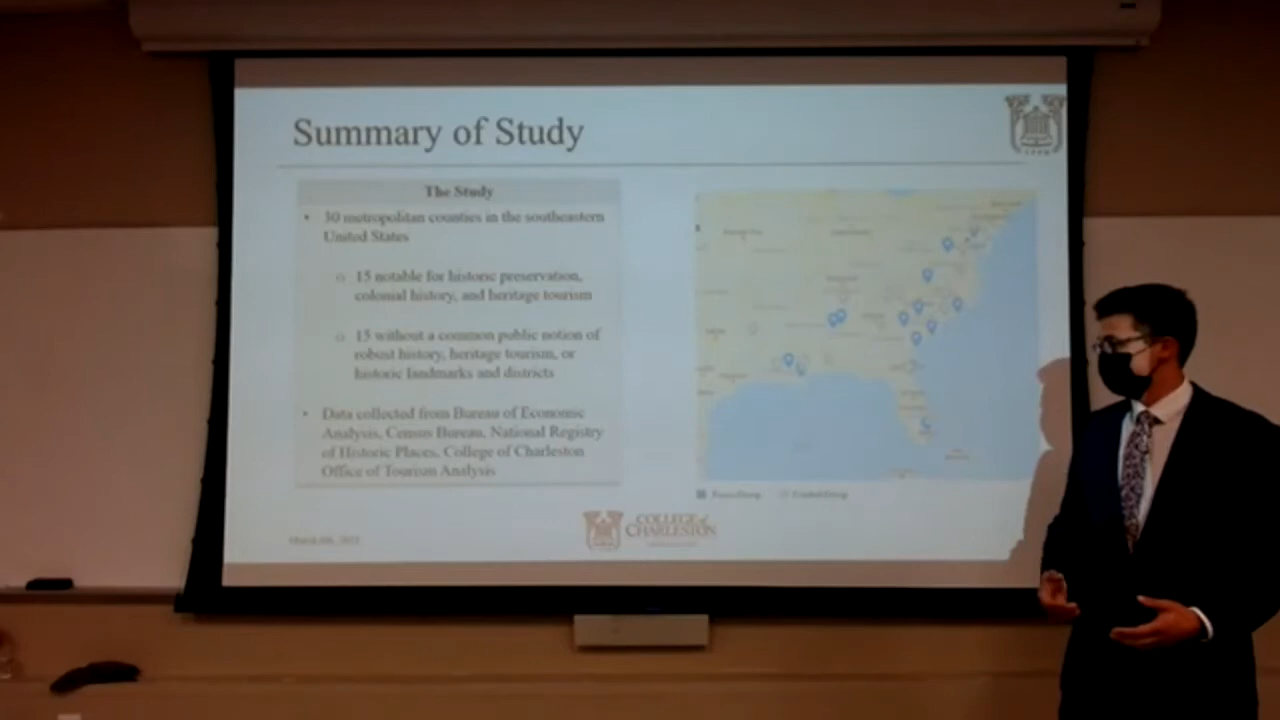 Summary of Study
The Study
• 30 metropolitan counties in the southeastern
United States
o 15 notable for historic preservation,
colonial history, and heritage tourism
o 15 without a common public notion of
robust history, heritage tourism, or
historic landmarks and districts
• Data collected from Bureau of Economic
Analysis, Census Bureau, National Registry
of Historic Places, College of Charleston
Office of Tourism Analysis
COLLEGE of
CHARLESTON